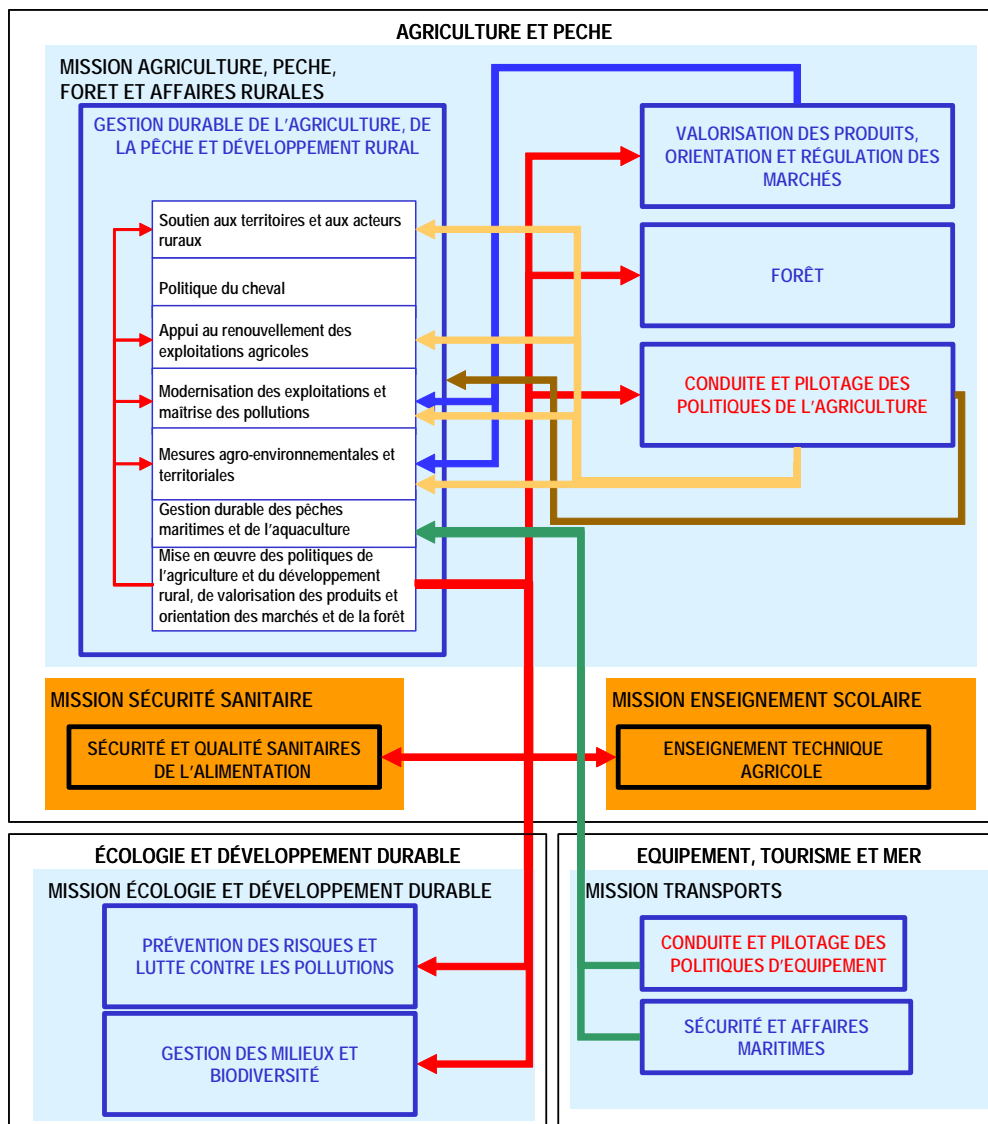 AGRICULTURE ET PECHE
MISSION AGRICULTURE, PECHE,
FORET ET AFFAIRES RURALES
GESTION DURABLE DE L'AGRICULTURE, DE
LA PÊCHE ET DÉVELOPPEMENT RURAL
Soutien aux territoires et aux acteurs
ruraux
Politique du cheval
Appui au renouvellement des
exploitations agricoles
Modernisation des exploitations et
maîtrise des pollutions
Mesures agro-environnementales et
territoriales
Gestion durable des pêches
maritimes et de l'aquaculture
Mise en œuvre des politiques de
l'agriculture et du développement
rural, de valorisation des produits et
orientation des marchés et de la forêt
VALORISATION DES PRODUITS,
ORIENTATION ET RÉGULATION DES
MARCHÉS
FORÊT
CONDUITE ET PILOTAGE DES
POLITIQUES DE L'AGRICULTURE
MISSION SÉCURITÉ SANITAIRE
SÉCURITÉ ET QUALITÉ SANITAIRES
DE L'ALIMENTATION
MISSION ENSEIGNEMENT SCOLAIRE
ENSEIGNEMENT TECHNIQUE
AGRICOLE
ÉCOLOGIE ET DÉVELOPPEMENT DURABLE
MISSION ÉCOLOGIE ET DÉVELOPPEMENT DURABLE
PRÉVENTION DES RISQUES ET
LUTTE CONTRE LES POLLUTIONS
GESTION DES MILIEUX ET
BIODIVERSITÉ
EQUIPEMENT, TOURISME ET MER
MISSION TRANSPORTS
CONDUITE ET PILOTAGE DES
POLITIQUES D'EQUIPEMENT
SÉCURITÉ ET AFFAIRES
MARITIMES